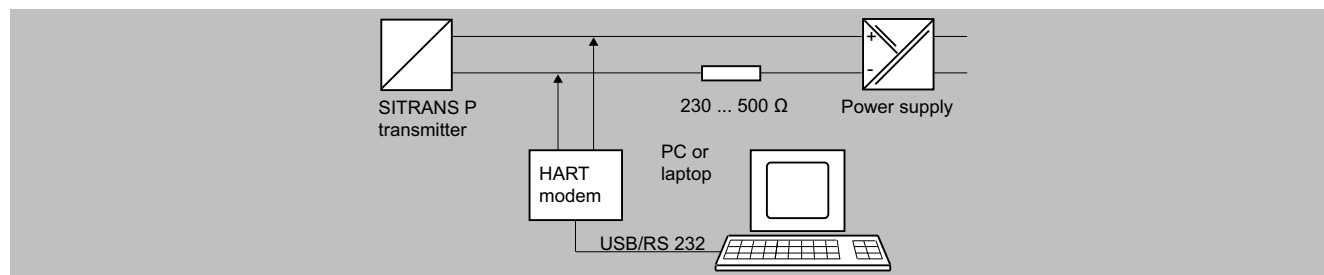 +
-
SITRANS P
transmitter
230 ... 500 Ω
Power supply
HART
modem
PC or
laptop
USB/RS 232